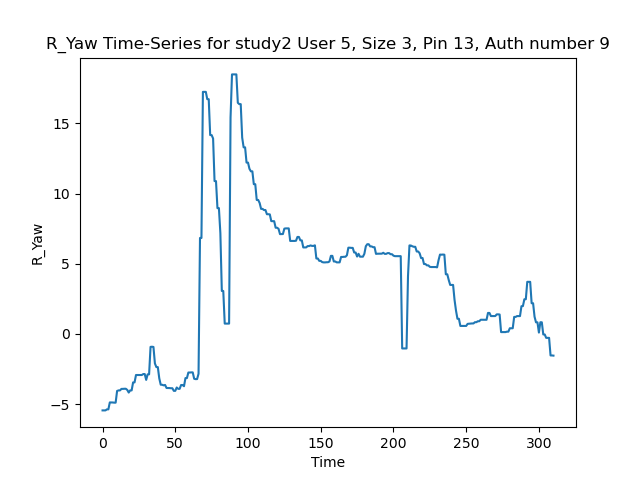 R_Yaw Time-Series for study2 User 5, Size 3, Pin 13, Auth number 9
15
10
5
0
−5
R_Yaw
0 50 100 150 200 250 300
Time